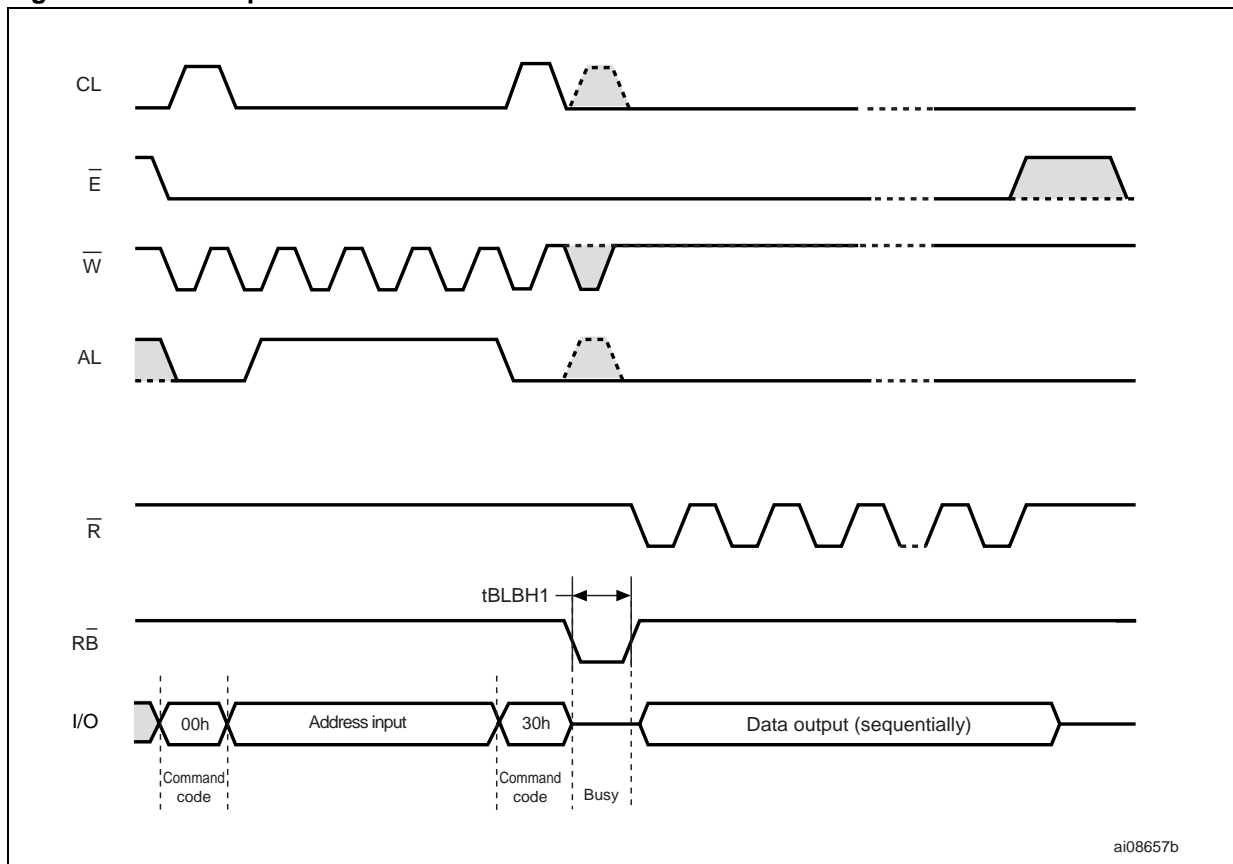 CL
E
W
AL
R
tBLBH1
RB
I/O
00h
Address input
30h
Data output (sequentially)
Command
code
Command
code
Busy
ai08657b